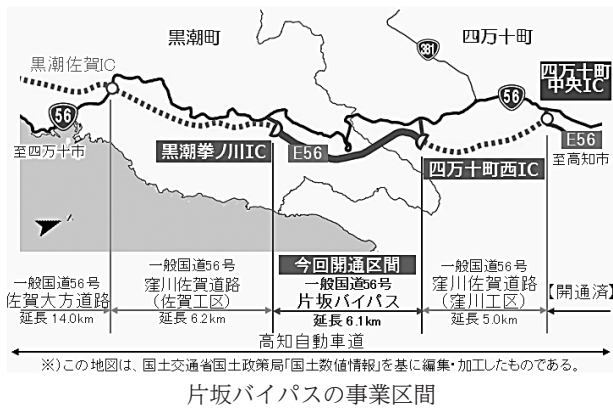 黒潮町
四万十町
381
黒潮佐賀IC
四万十町
中央IC
56
56
E56
至四万十市
黒潮拳ノ川IC
E56
四万十町西IC
至高知市
今回開通区間
一般国道56号
佐賀大方道路
延長 14.0km
一般国道56号
窪川佐賀道路
(佐賀工区)
延長 6.2km
一般国道56号
片坂バイパス
延長 6.1km
一般国道56号
窪川佐賀道路
(窪川工区)
延長 5.0km
【開通済】
高知自動車道
※)この地図は、国土交通省国土政策局「国土数値情報」を基に編集・加工したものである。
片坂バイパスの事業区間